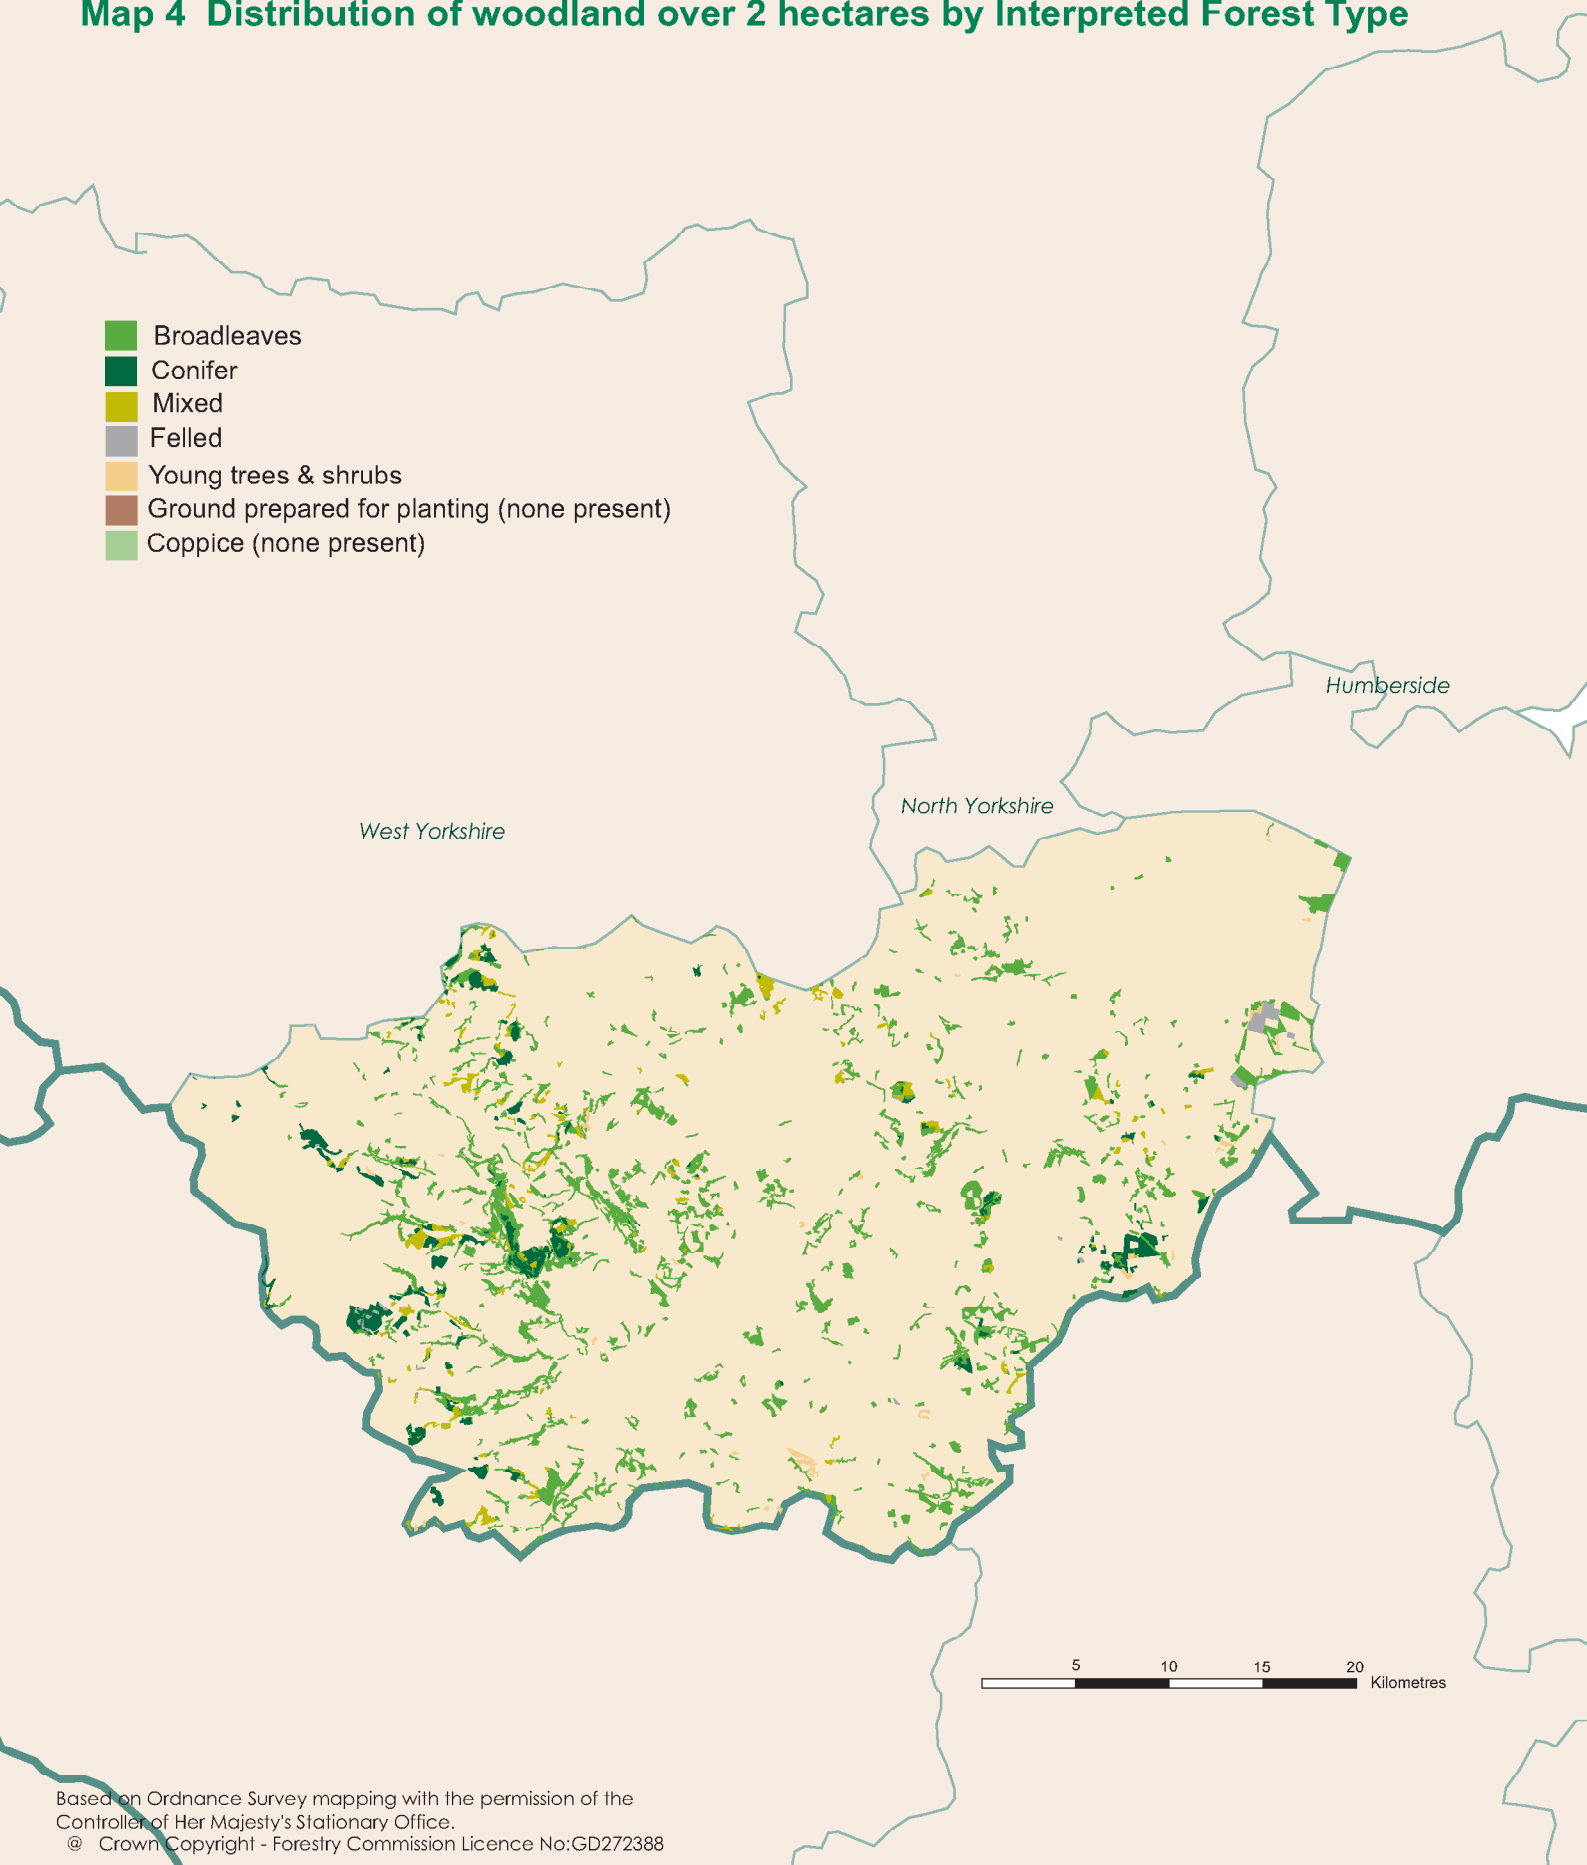 Map 4 Distribution of woodland over 2 hectares by Interpreted Forest Type
Broadleaves
Conifer
Mixed
Felled
Young trees & shrubs
Ground prepared for planting (none present)
Coppice (none present)
Humberside
North Yorkshire
West Yorkshire
5 10 15 20
Kilometres
Based on Ordnance Survey mapping with the permission of the
Controller of Her Majesty's Stationary Office.
@ Crown Copyright - Forestry Commission Licence No:GD272388